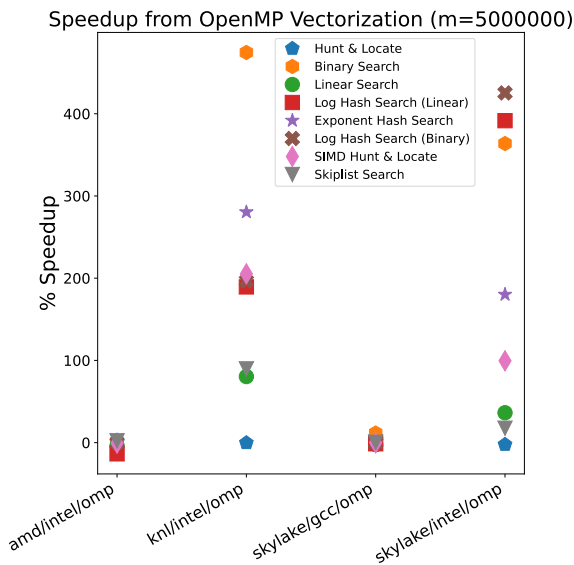 Speedup from OpenMP Vectorization (m=5000000)
Hunt & Locate
Binary Search
Linear Search
Log Hash Search (Linear)
Exponent Hash Search
Log Hash Search (Binary)
SIMD Hunt & Locate
Skiplist Search
% Speedup
400
300
200
100
0
amd/intel/omp
knl/intel/omp
skylake/gcc/omp
skylake/intel/omp